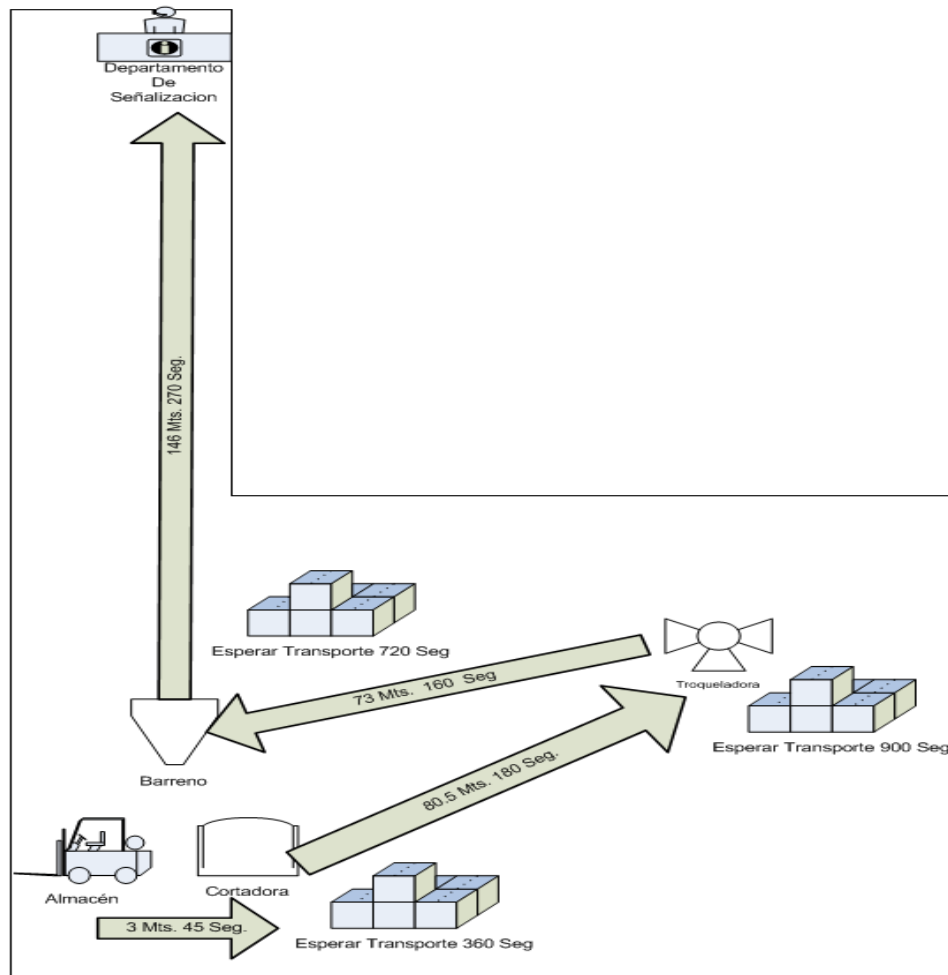 Departamento
De
Señalizacion
146 Mts. 270 Seg.
Esperar Transporte 720 Seg
73 Mts. 160 Seg
Troqueladora
Esperar Transporte 900 Seg
80.5 Mts. 180 Seg.
Barreno
Almacén
Cortadora
3 Mts. 45 Seg.
Esperar Transporte 360 Seg